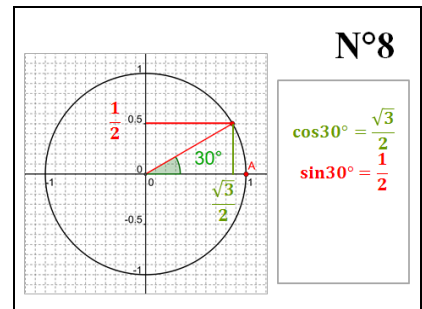 N°8
1
0.5
1/2
30°
A
0
-1
0
1
√3/2
-0.5
-1
cos30° = √3/2
sin30° = 1/2